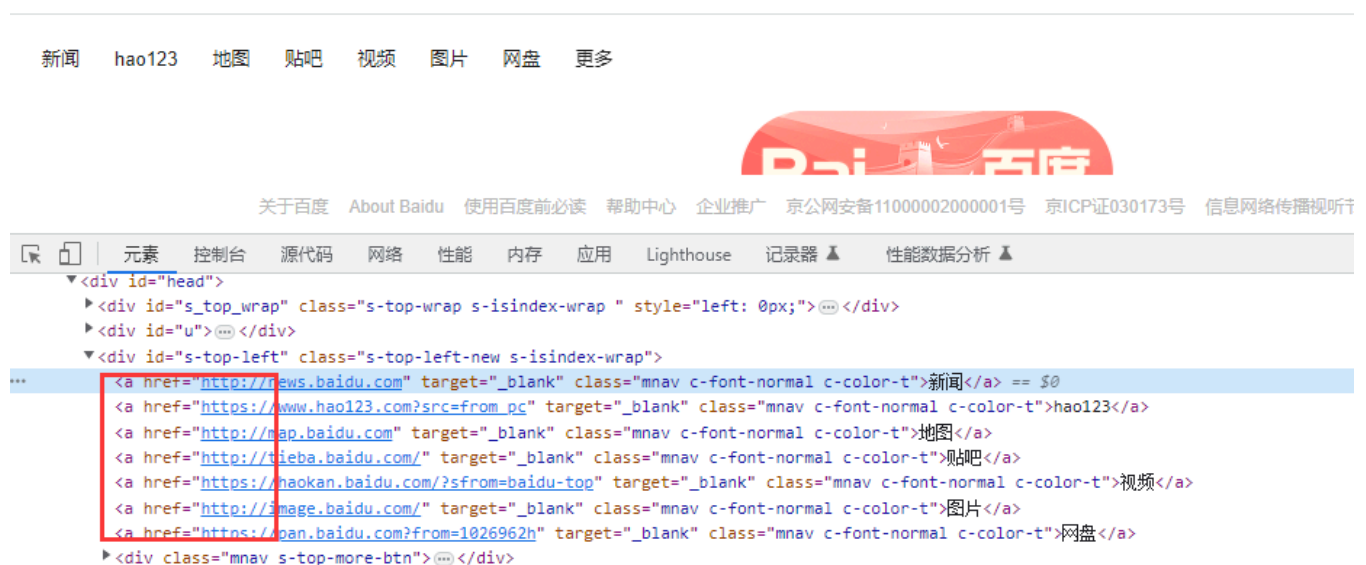 新闻 hao123 地图 贴吧 视频 图片 网盘 更多
Bai 百度
关于百度 About Baidu 使用百度前必读 帮助中心 企业推广 京公网安备11000002000001号 京ICP证030173号 信息网络传播视听节
元素 控制台 源代码 网络 性能 内存 应用 Lighthouse 记录器 性能数据分析
▼<div id="head">
▶<div id="s_top_wrap" class="s-top-wrap s-isindex-wrap " style="left: 0px;">…</div>
▶<div id="u">…</div>
▼<div id="s-top-left" class="s-top-left-new s-isindex-wrap">
<a href="http://news.baidu.com" target="_blank" class="mnav c-font-normal c-color-t">新闻</a> == $0
<a href="https://www.hao123.com?src=from_pc" target="_blank" class="mnav c-font-normal c-color-t">hao123</a>
<a href="http://map.baidu.com" target="_blank" class="mnav c-font-normal c-color-t">地图</a>
<a href="http://tieba.baidu.com/" target="_blank" class="mnav c-font-normal c-color-t">贴吧</a>
<a href="https://haokan.baidu.com/?sfrom=baidu-top" target="_blank" class="mnav c-font-normal c-color-t">视频</a>
<a href="http://image.baidu.com/" target="_blank" class="mnav c-font-normal c-color-t">图片</a>
<a href="https://pan.baidu.com?from=1026962h" target="_blank" class="mnav c-font-normal c-color-t">网盘</a>
▶<div class="mnav s-top-more-btn">…</div>